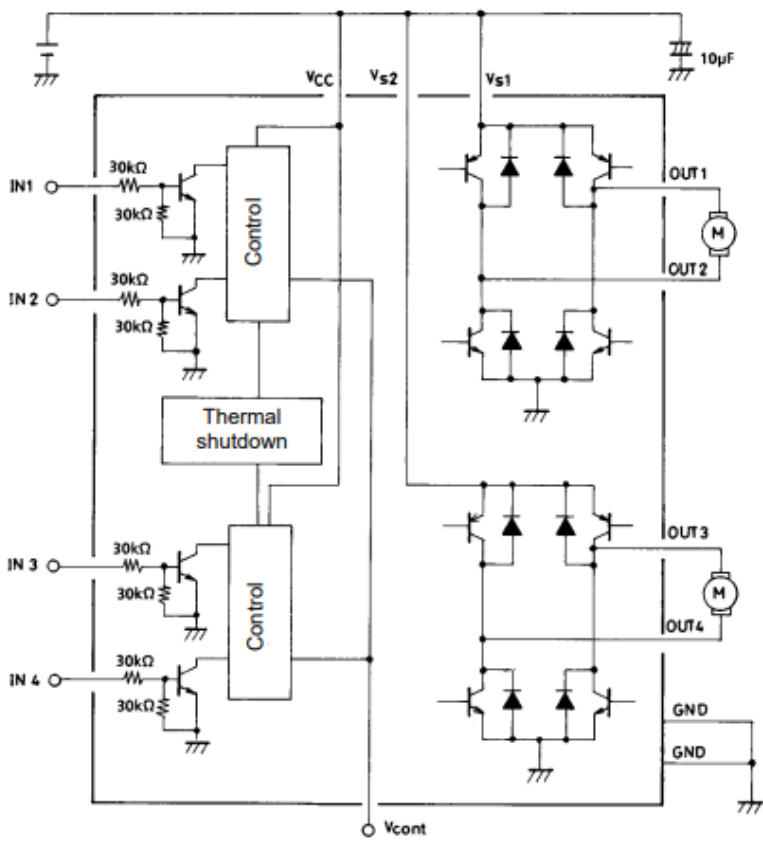 10μF
VCC
VS2
VS1
30kΩ
IN1
30kΩ
Control
OUT1
M
OUT2
30kΩ
IN 2
30kΩ
Thermal
shutdown
30kΩ
IN 3
30kΩ
Control
OUT3
M
OUT4
30kΩ
IN 4
30kΩ
GND
GND
Vcont